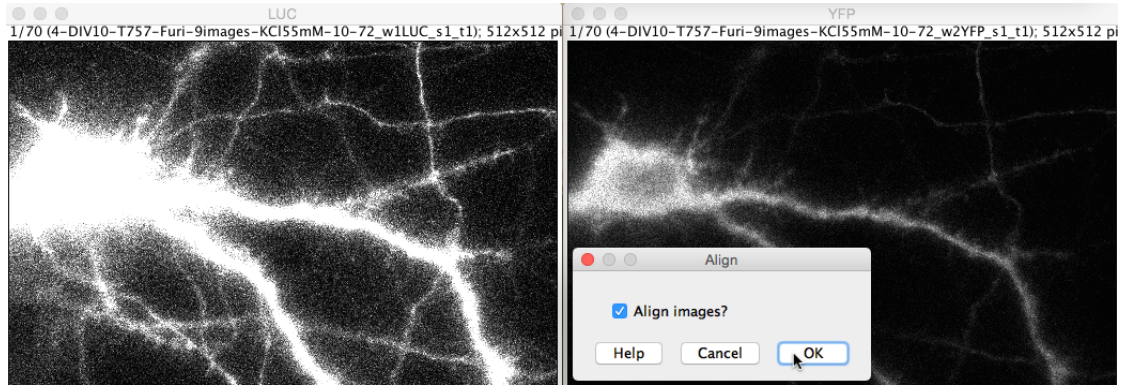 LUC
1/70 (4-DIV10-T757-Furi-9images-KCl55mM-10-72_w1LUC_s1_t1); 512x512 pi
YFP
1/70 (4-DIV10-T757-Furi-9images-KCl55mM-10-72_w2YFP_s1_t1); 512x512 pi
Align
Align images?
Help Cancel OK